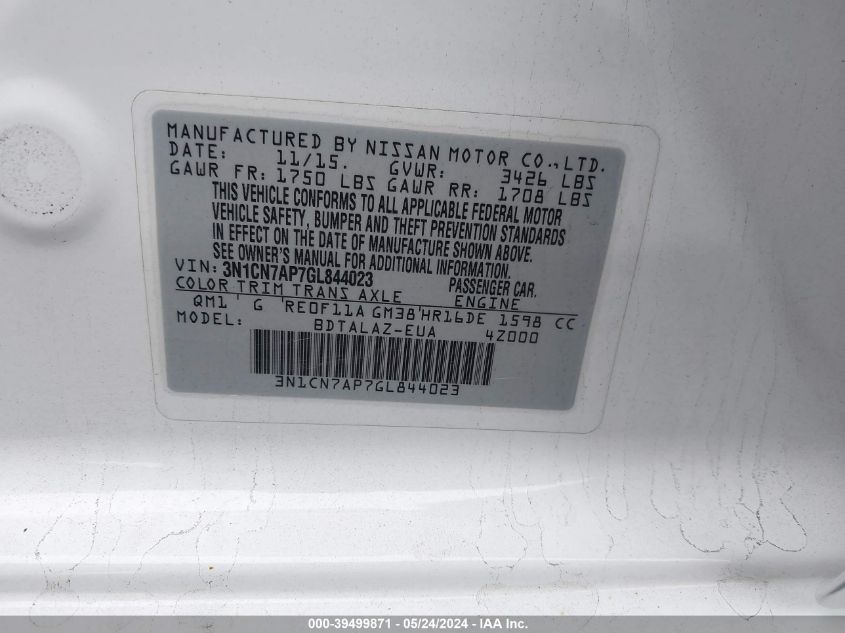 MANUFACTURED BY NISSAN MOTOR CO., LTD.
DATE: 11/15. GVWR: 3426 LBS
GAWR FR: 1750 LBS GAWR RR: 1708 LBS
THIS VEHICLE CONFORMS TO ALL APPLICABLE FEDERAL MOTOR
VEHICLE SAFETY, BUMPER AND THEFT PREVENTION STANDARDS
IN EFFECT ON THE DATE OF MANUFACTURE SHOWN ABOVE.
SEE OWNER'S MANUAL FOR ADDITIONAL INFORMATION.
VIN: 3N1CN7AP7GL844023 PASSENGER CAR.
COLOR TRIM TRANS AXLE ENGINE
QM1 ' G 'RE0F11A GM38'HR16DE 1598 CC
MODEL: BDTALAZ-EUA 4Z000
3N1CN7AP7GL844023
000-39499871 - 05/24/2024 - IAA Inc.